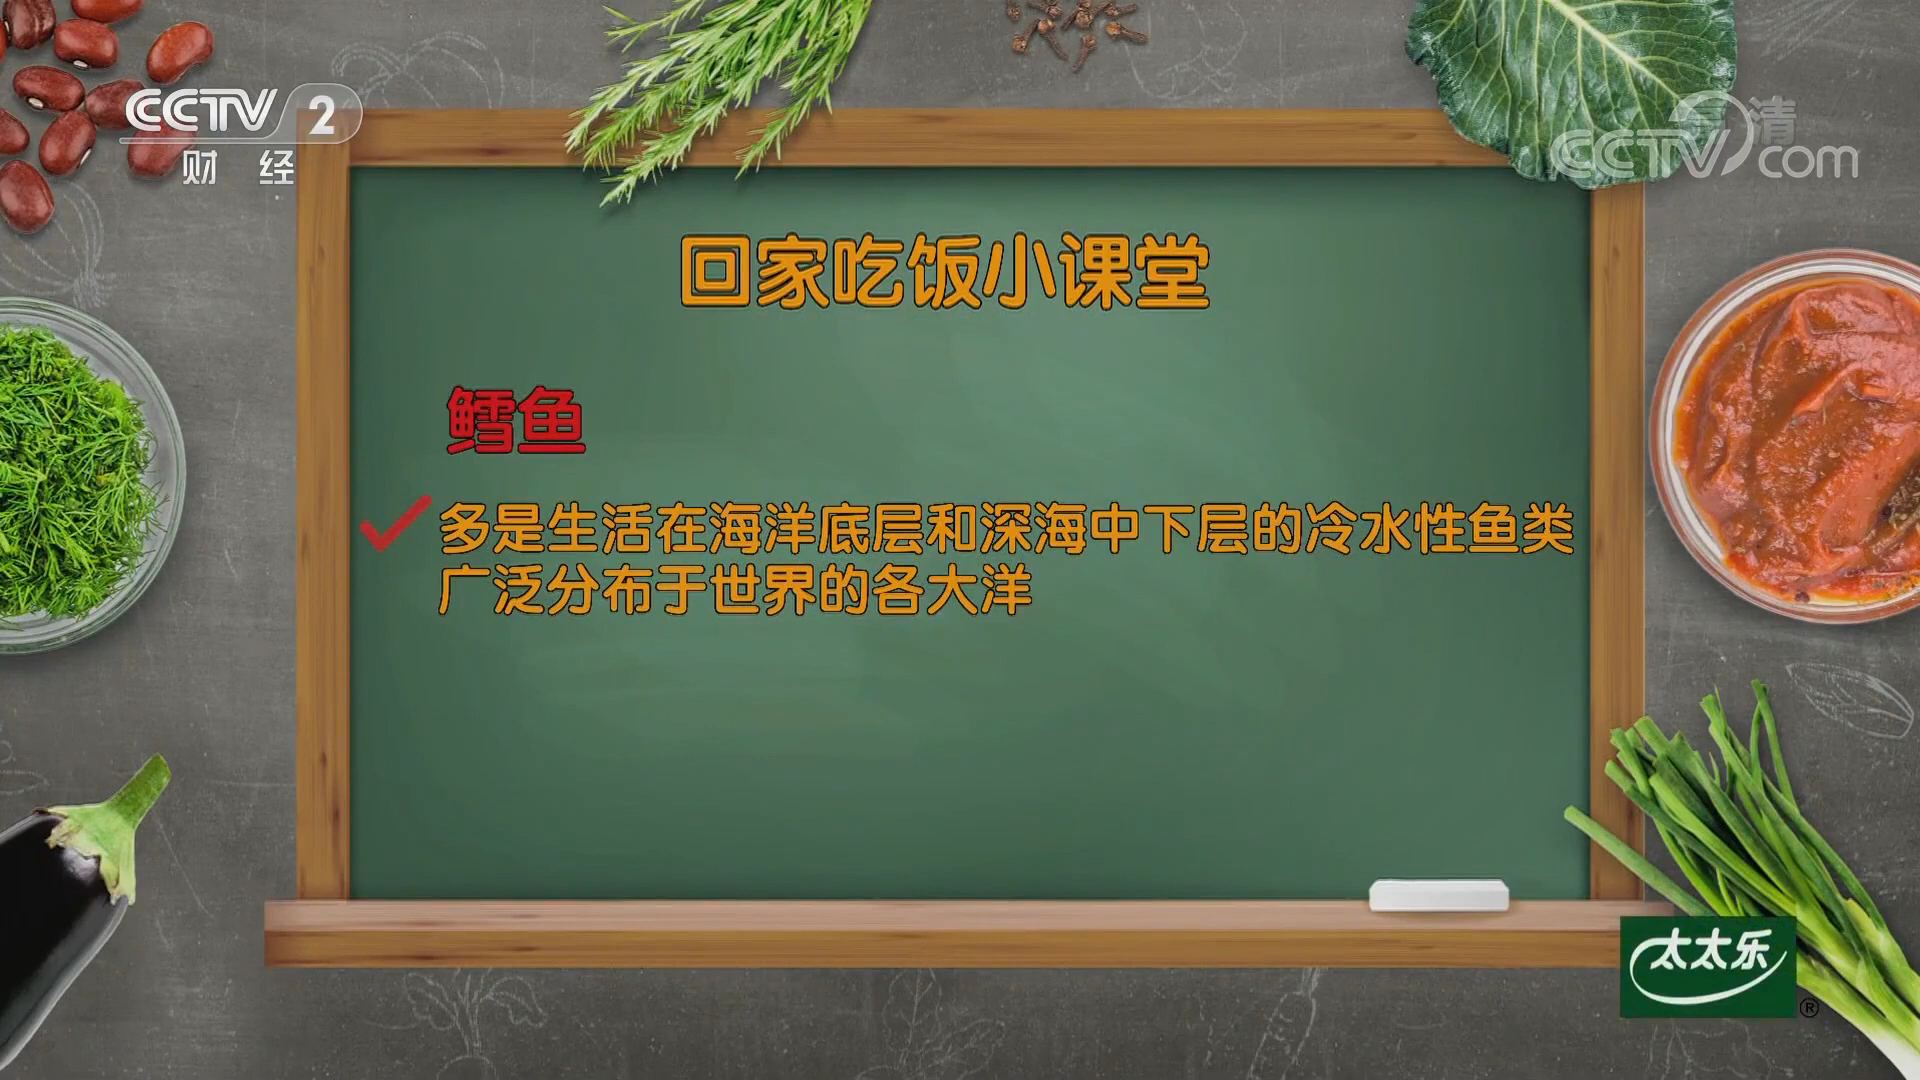 CCTV 2
财 经
高清
CCTV.com
回家吃饭小课堂
鳕鱼
多是生活在海洋底层和深海中下层的冷水性鱼类
广泛分布于世界的各大洋
太太乐
®